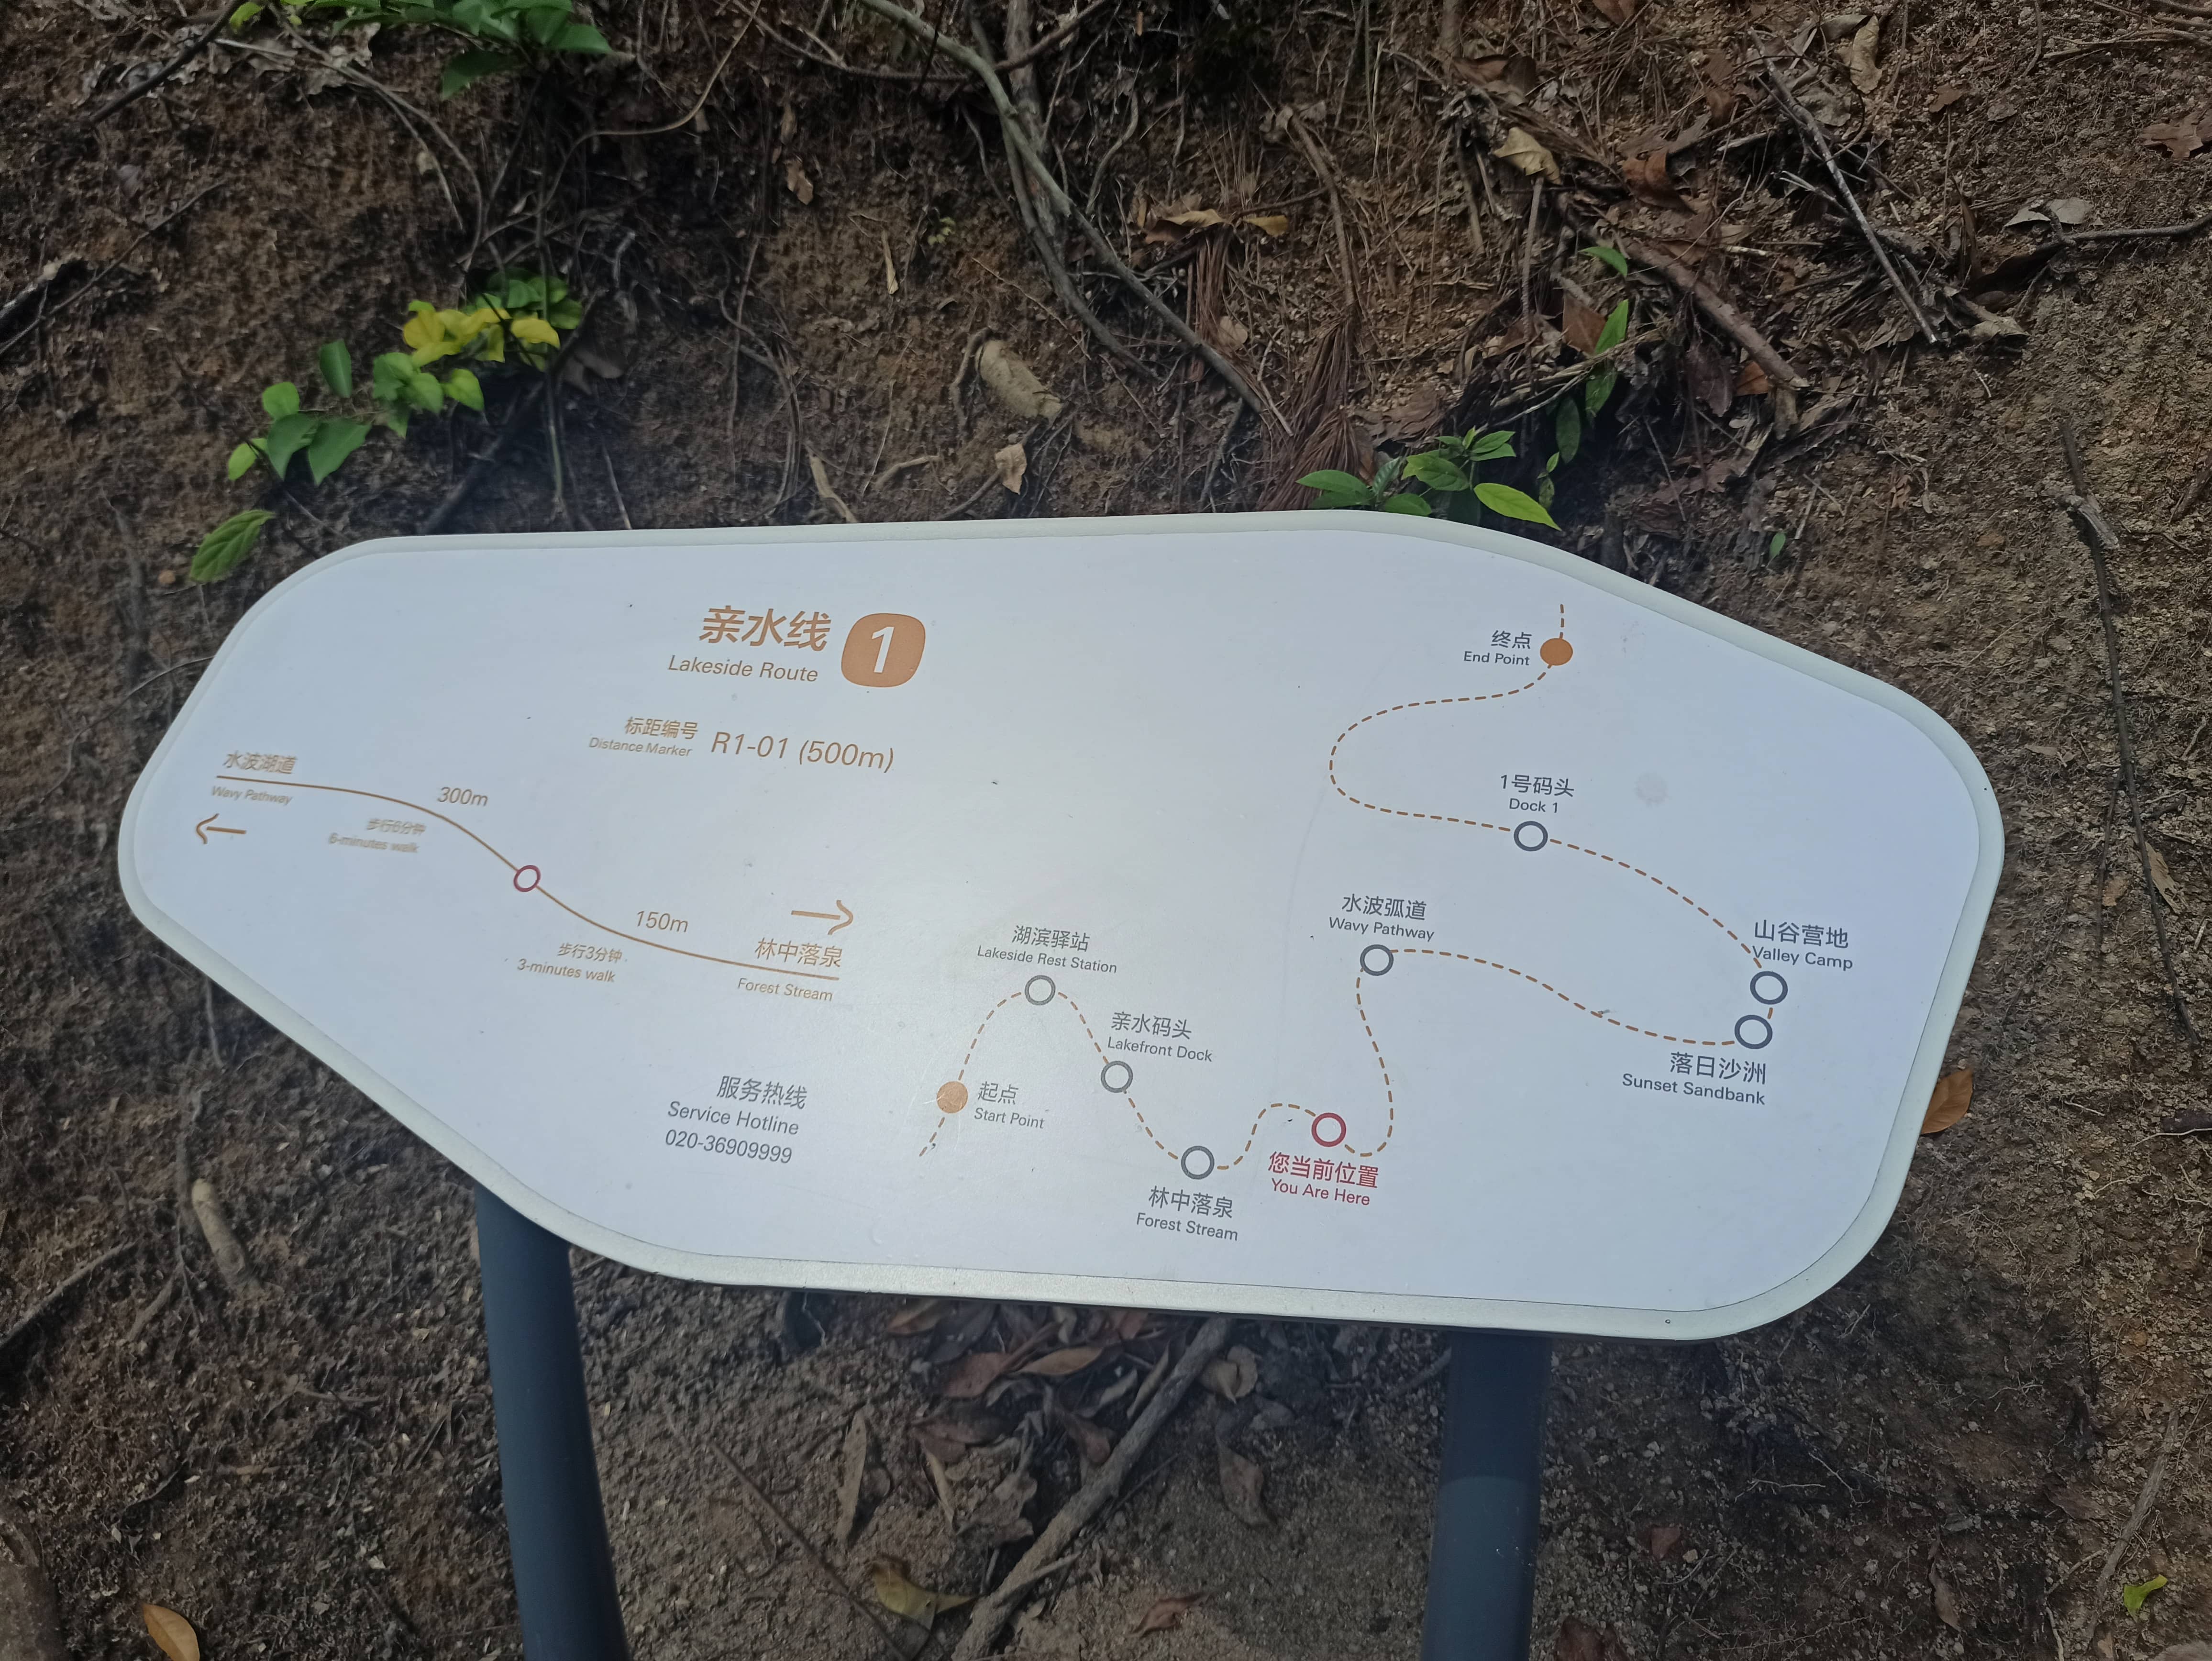 亲水线 1
Lakeside Route
标距编号
Distance Marker
R1-01 (500m)
水波湖道
Wavy Pathway
300m
步行6分钟
6-minutes walk
150m
步行3分钟
3-minutes walk
林中落泉
Forest Stream
服务热线
Service Hotline
020-36909999
终点
End Point
1号码头
Dock 1
山谷营地
Valley Camp
水波弧道
Wavy Pathway
落日沙洲
Sunset Sandbank
湖滨驿站
Lakeside Rest Station
亲水码头
Lakefront Dock
起点
Start Point
您当前位置
You Are Here
林中落泉
Forest Stream